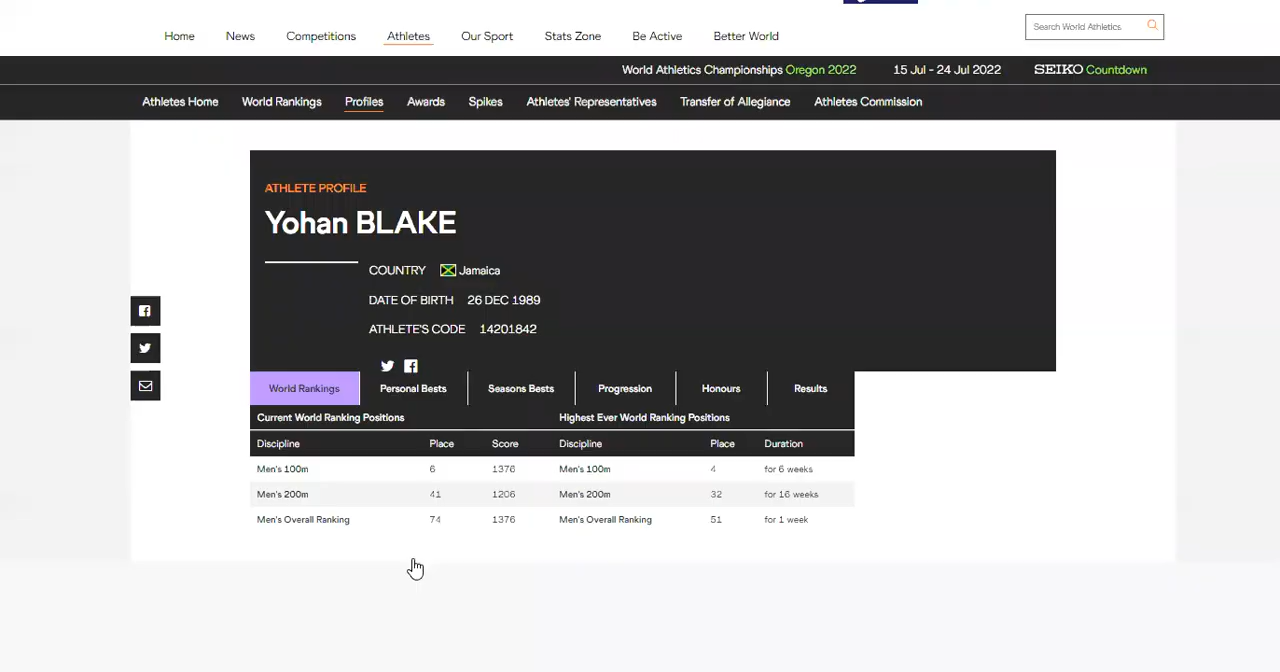 Home News Competitions Athletes Our Sport Stats Zone Be Active Better World Search World Athletics
World Athletics Championships Oregon 2022 15 Jul - 24 Jul 2022 SEIKO Countdown
Athletes Home World Rankings Profiles Awards Spikes Athletes' Representatives Transfer of Allegiance Athletes Commission
ATHLETE PROFILE
Yohan BLAKE
COUNTRY Jamaica
DATE OF BIRTH 26 DEC 1989
ATHLETE'S CODE 14201842
World Rankings Personal Bests Seasons Bests Progression Honours Results
Current World Ranking Positions Highest Ever World Ranking Positions
Discipline Place Score Discipline Place Duration
Men's 100m 6 1376 Men's 100m 4 for 6 weeks
Men's 200m 41 1206 Men's 200m 32 for 16 weeks
Men's Overall Ranking 74 1376 Men's Overall Ranking 51 for 1 week